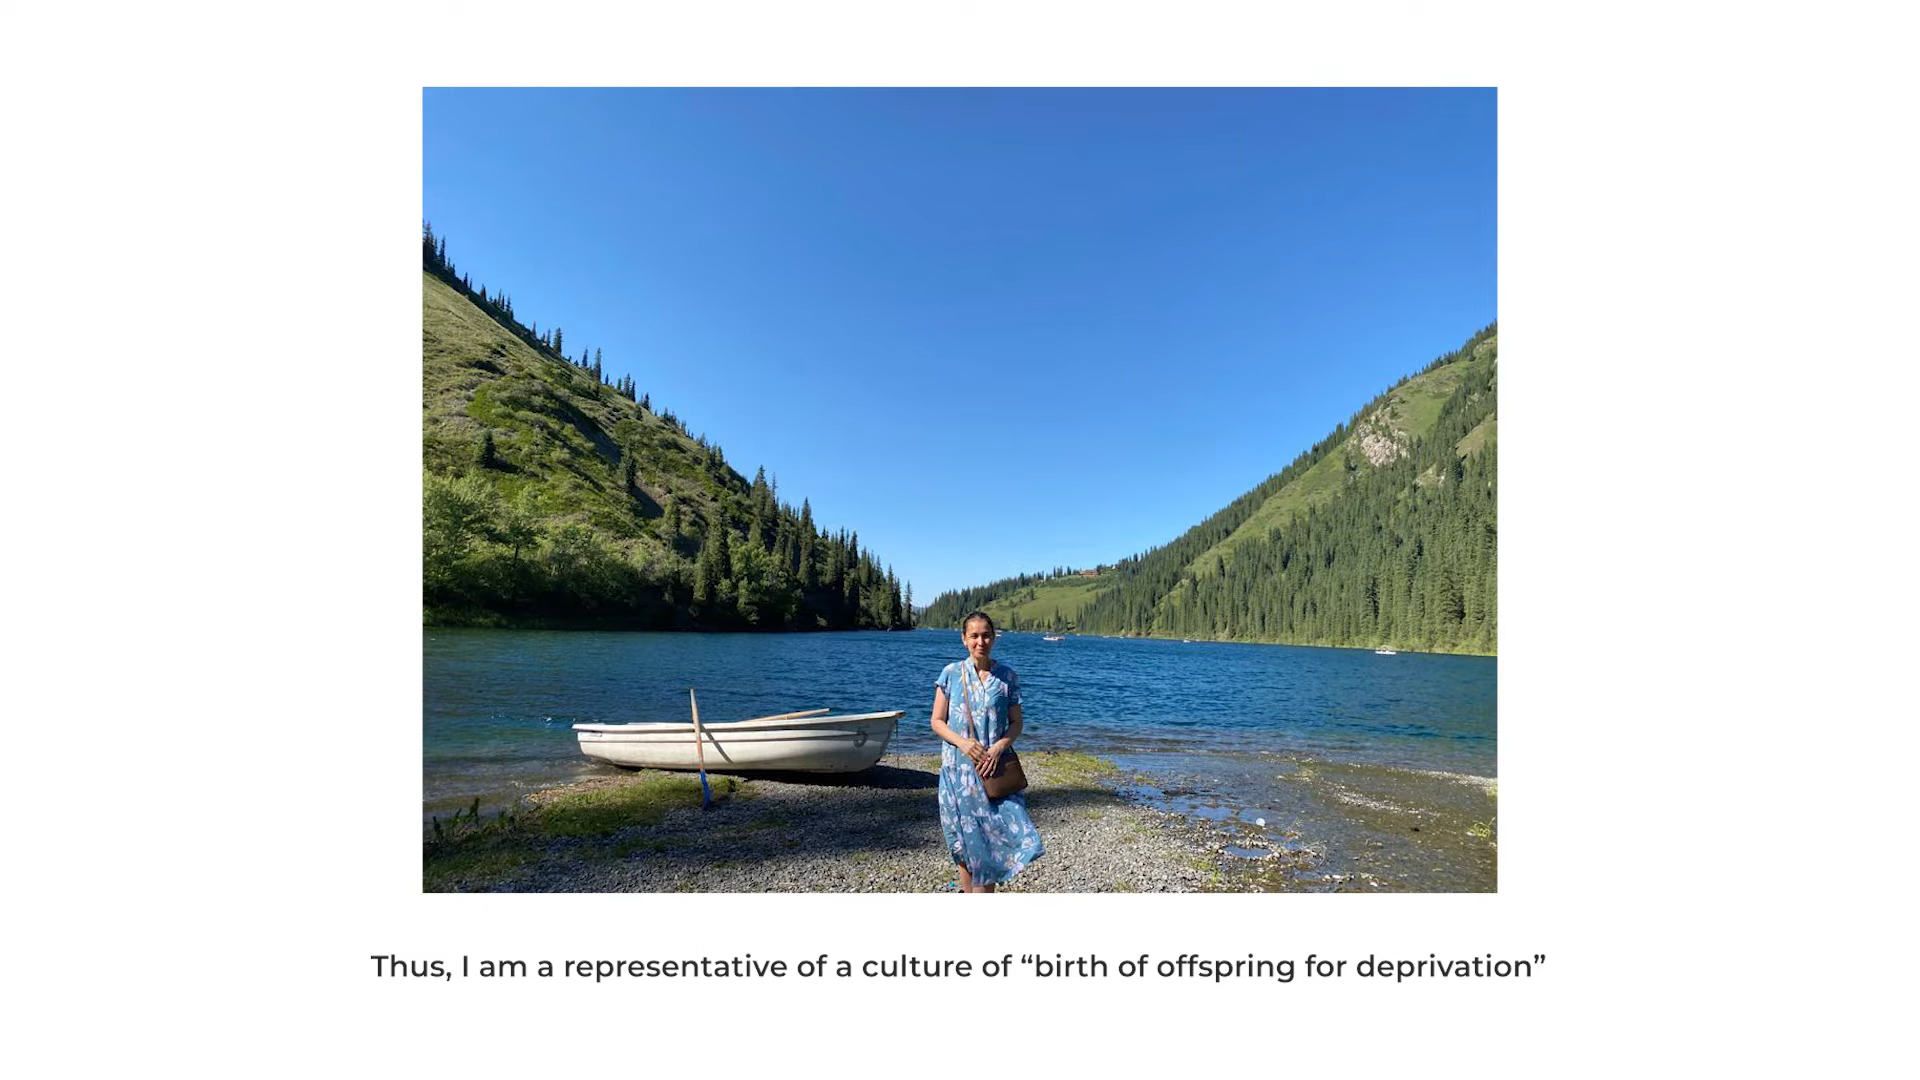 Thus, I am a representative of a culture of “birth of offspring for deprivation”